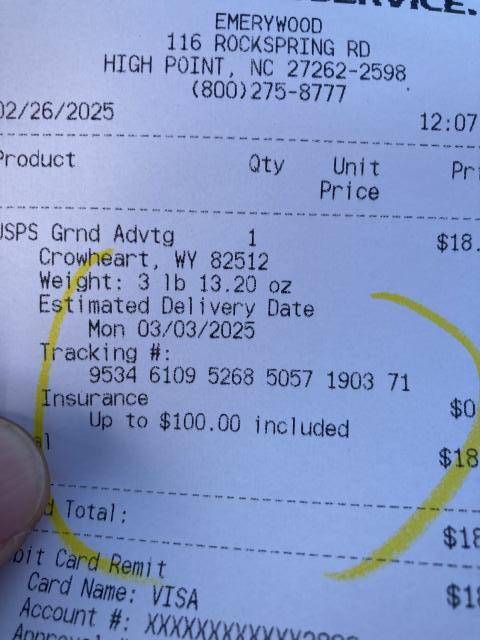 SERVICE.
EMERYWOOD
116 ROCKSPRING RD
HIGH POINT, NC 27262-2598
(800)275-8777
02/26/2025 12:07
Product Qty Unit
Price
USPS Grnd Advtg 1 $18.
Crowheart, WY 82512
Weight: 3 lb 13.20 oz
Estimated Delivery Date
Mon 03/03/2025
Tracking #:
9534 6109 5268 5057 1903 71
Insurance $0
Up to $100.00 included
$18
Total: $18
Card Remit $18
Card Name: VISA
Account #: